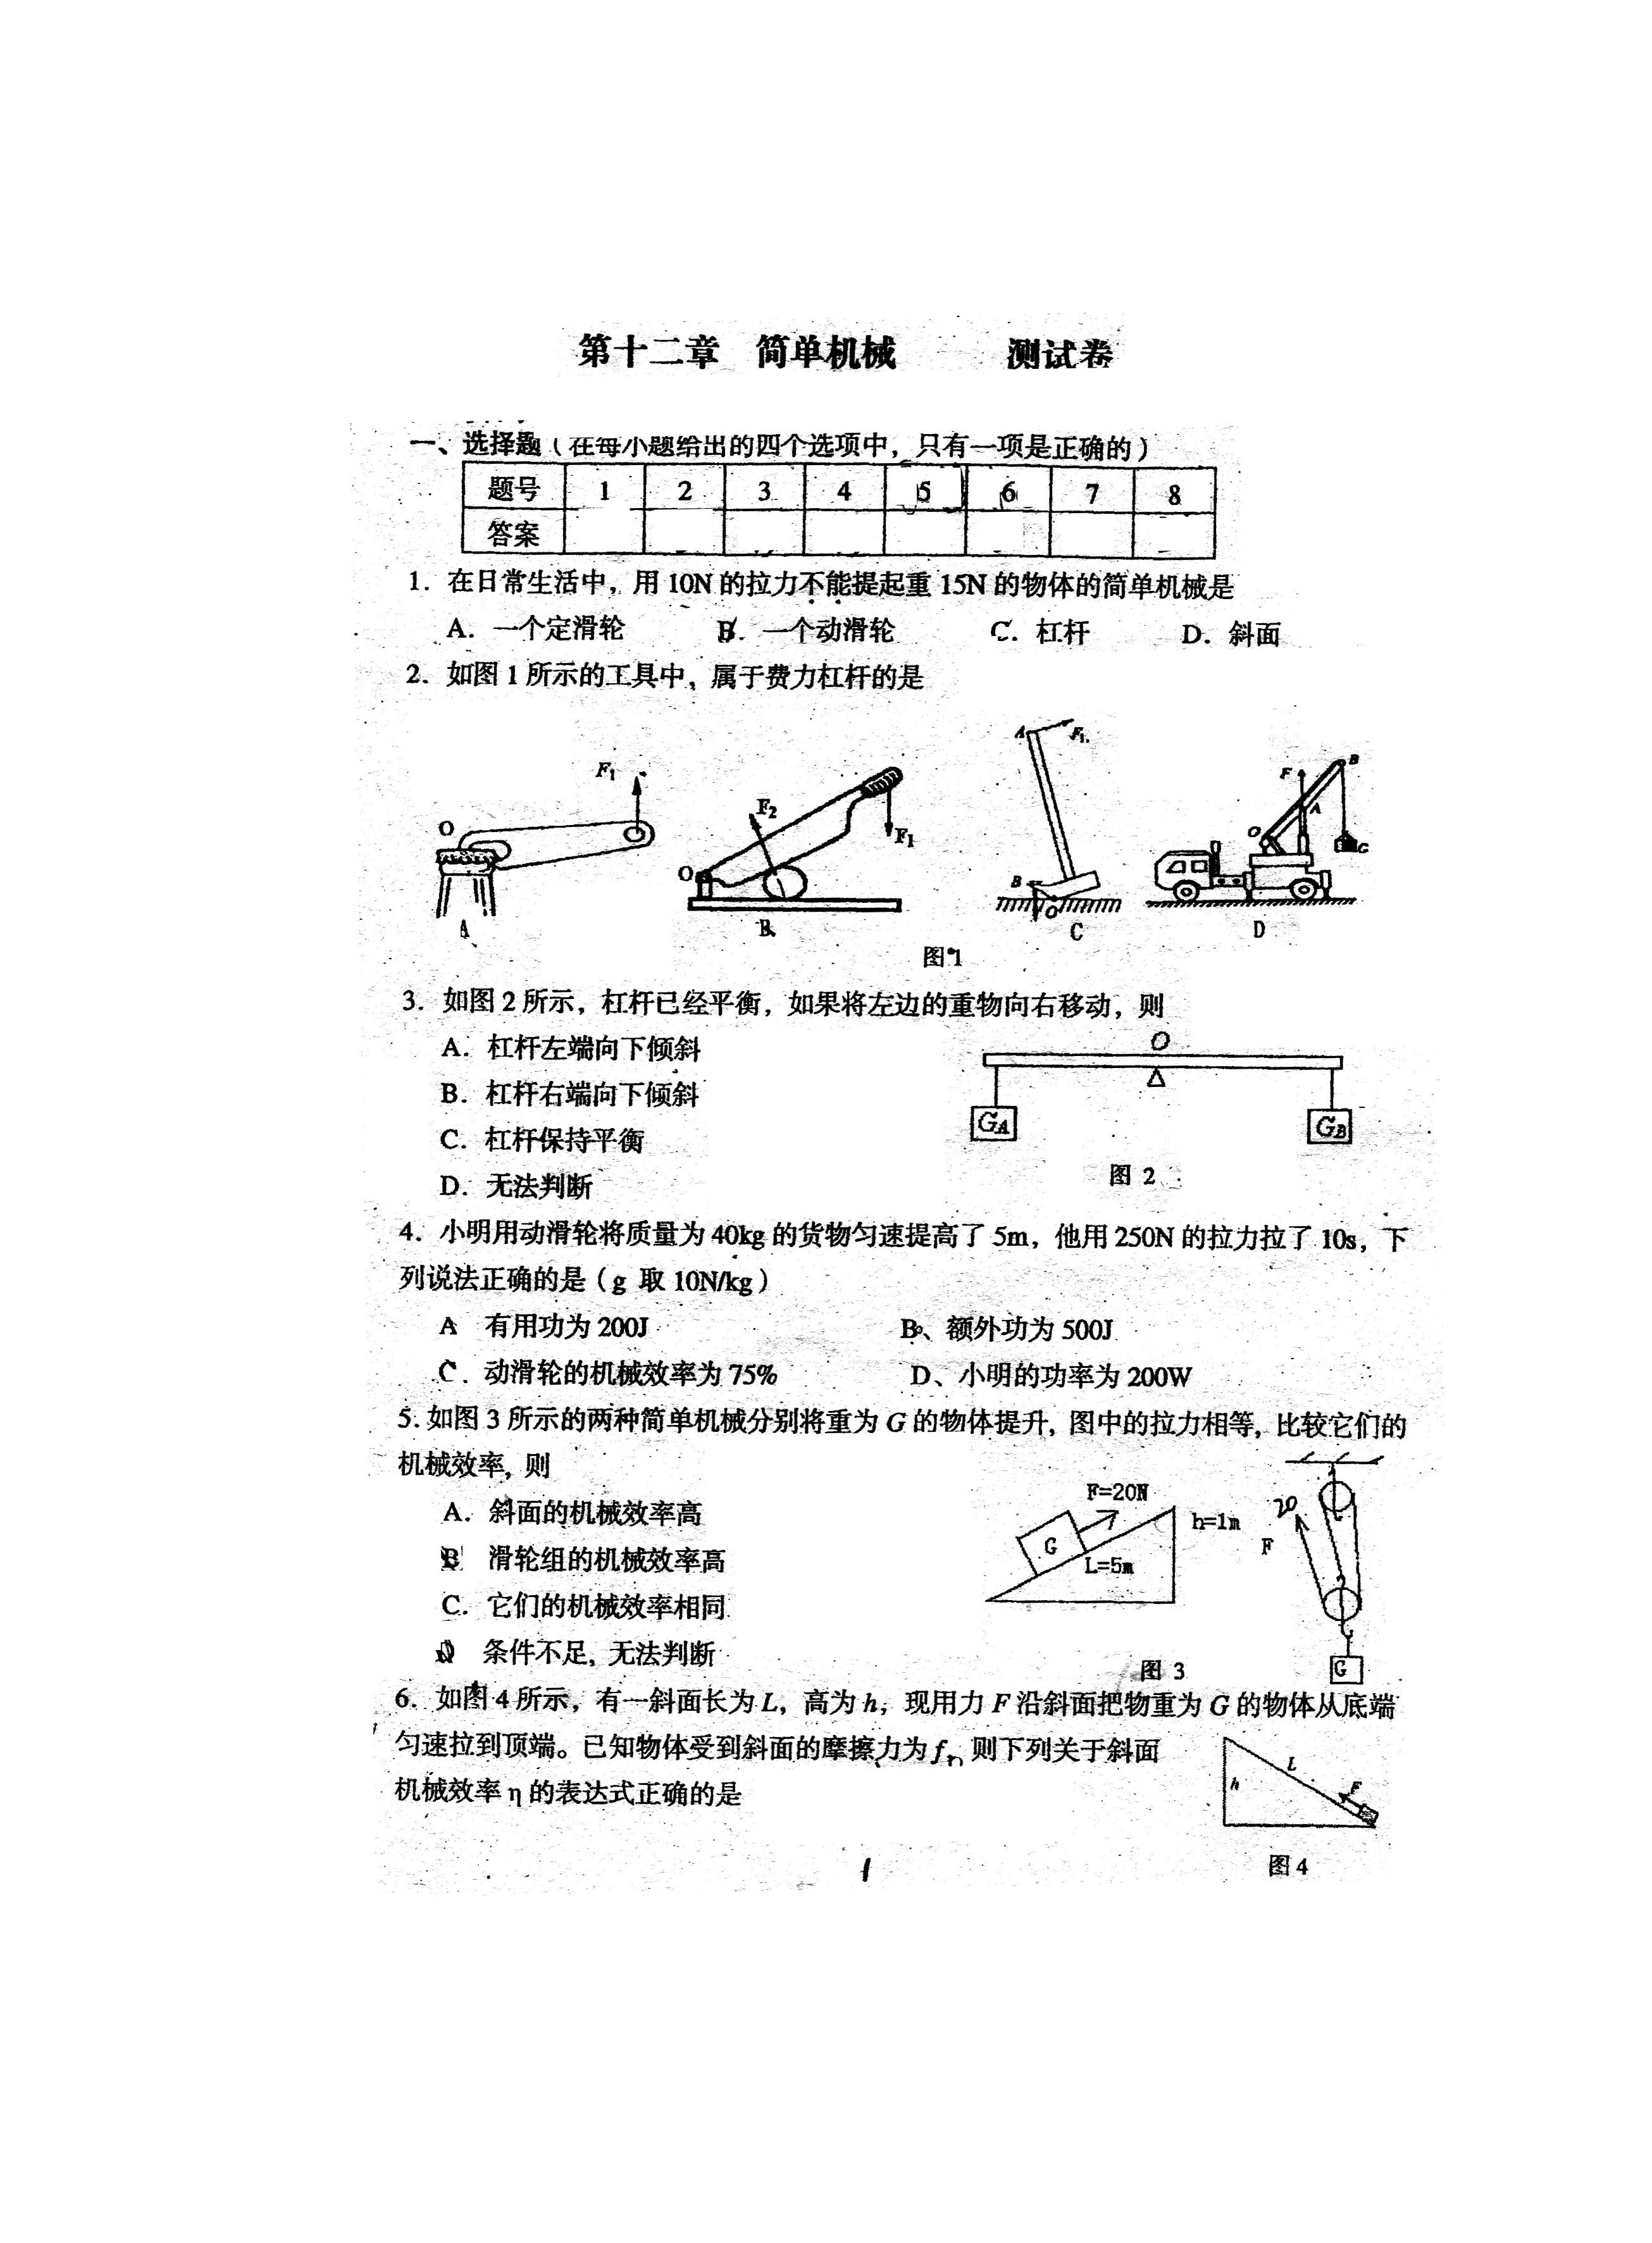 第十二章 简单机械 测试卷
一、选择题(在每小题给出的四个选项中,只有一项是正确的)
题号 1 2 3 4 5 6 7 8
答案
1. 在日常生活中,用 10N 的拉力不能提起重 15N 的物体的简单机械是
A. 一个定滑轮 B. 一个动滑轮 C. 杠杆 D. 斜面
2. 如图 1 所示的工具中,属于费力杠杆的是
F1 O A
F2 F1 O B
A F1 B O C
F B A O G D
图 1
3. 如图 2 所示,杠杆已经平衡,如果将左边的重物向右移动,则
A. 杠杆左端向下倾斜
B. 杠杆右端向下倾斜
C. 杠杆保持平衡
D. 无法判断
O
GA GB
图 2
4. 小明用动滑轮将质量为 40kg 的货物匀速提高了 5m,他用 250N 的拉力拉了 10s,下
列说法正确的是(g 取 10N/kg)
A 有用功为 200J B、额外功为 500J
C. 动滑轮的机械效率为 75% D、小明的功率为 200W
5. 如图 3 所示的两种简单机械分别将重为 G 的物体提升,图中的拉力相等,比较它们的
机械效率,则
A. 斜面的机械效率高
B 滑轮组的机械效率高
C. 它们的机械效率相同
D 条件不足,无法判断
F=20N
G
L=5m
h=1m
20
F
G
图 3
6. 如图 4 所示,有一斜面长为 L,高为 h,现用力 F 沿斜面把物重为 G 的物体从底端
匀速拉到顶端。已知物体受到斜面的摩擦力为 f,则下列关于斜面
机械效率 η 的表达式正确的是
L
h
F
图 4
1